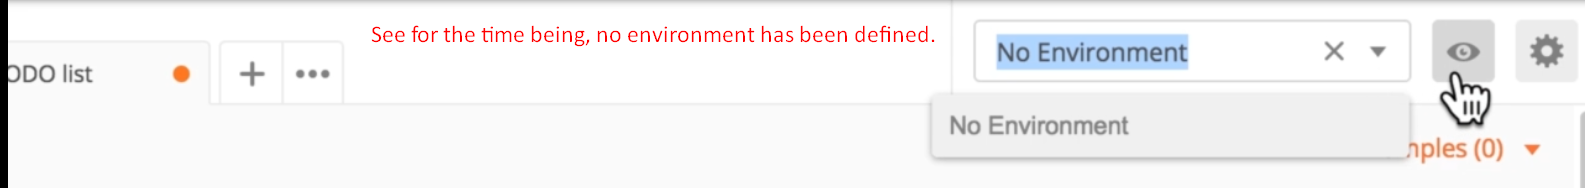 See for the time being, no environment has been defined.
No Environment
ODO list
No Environment
nples (0)